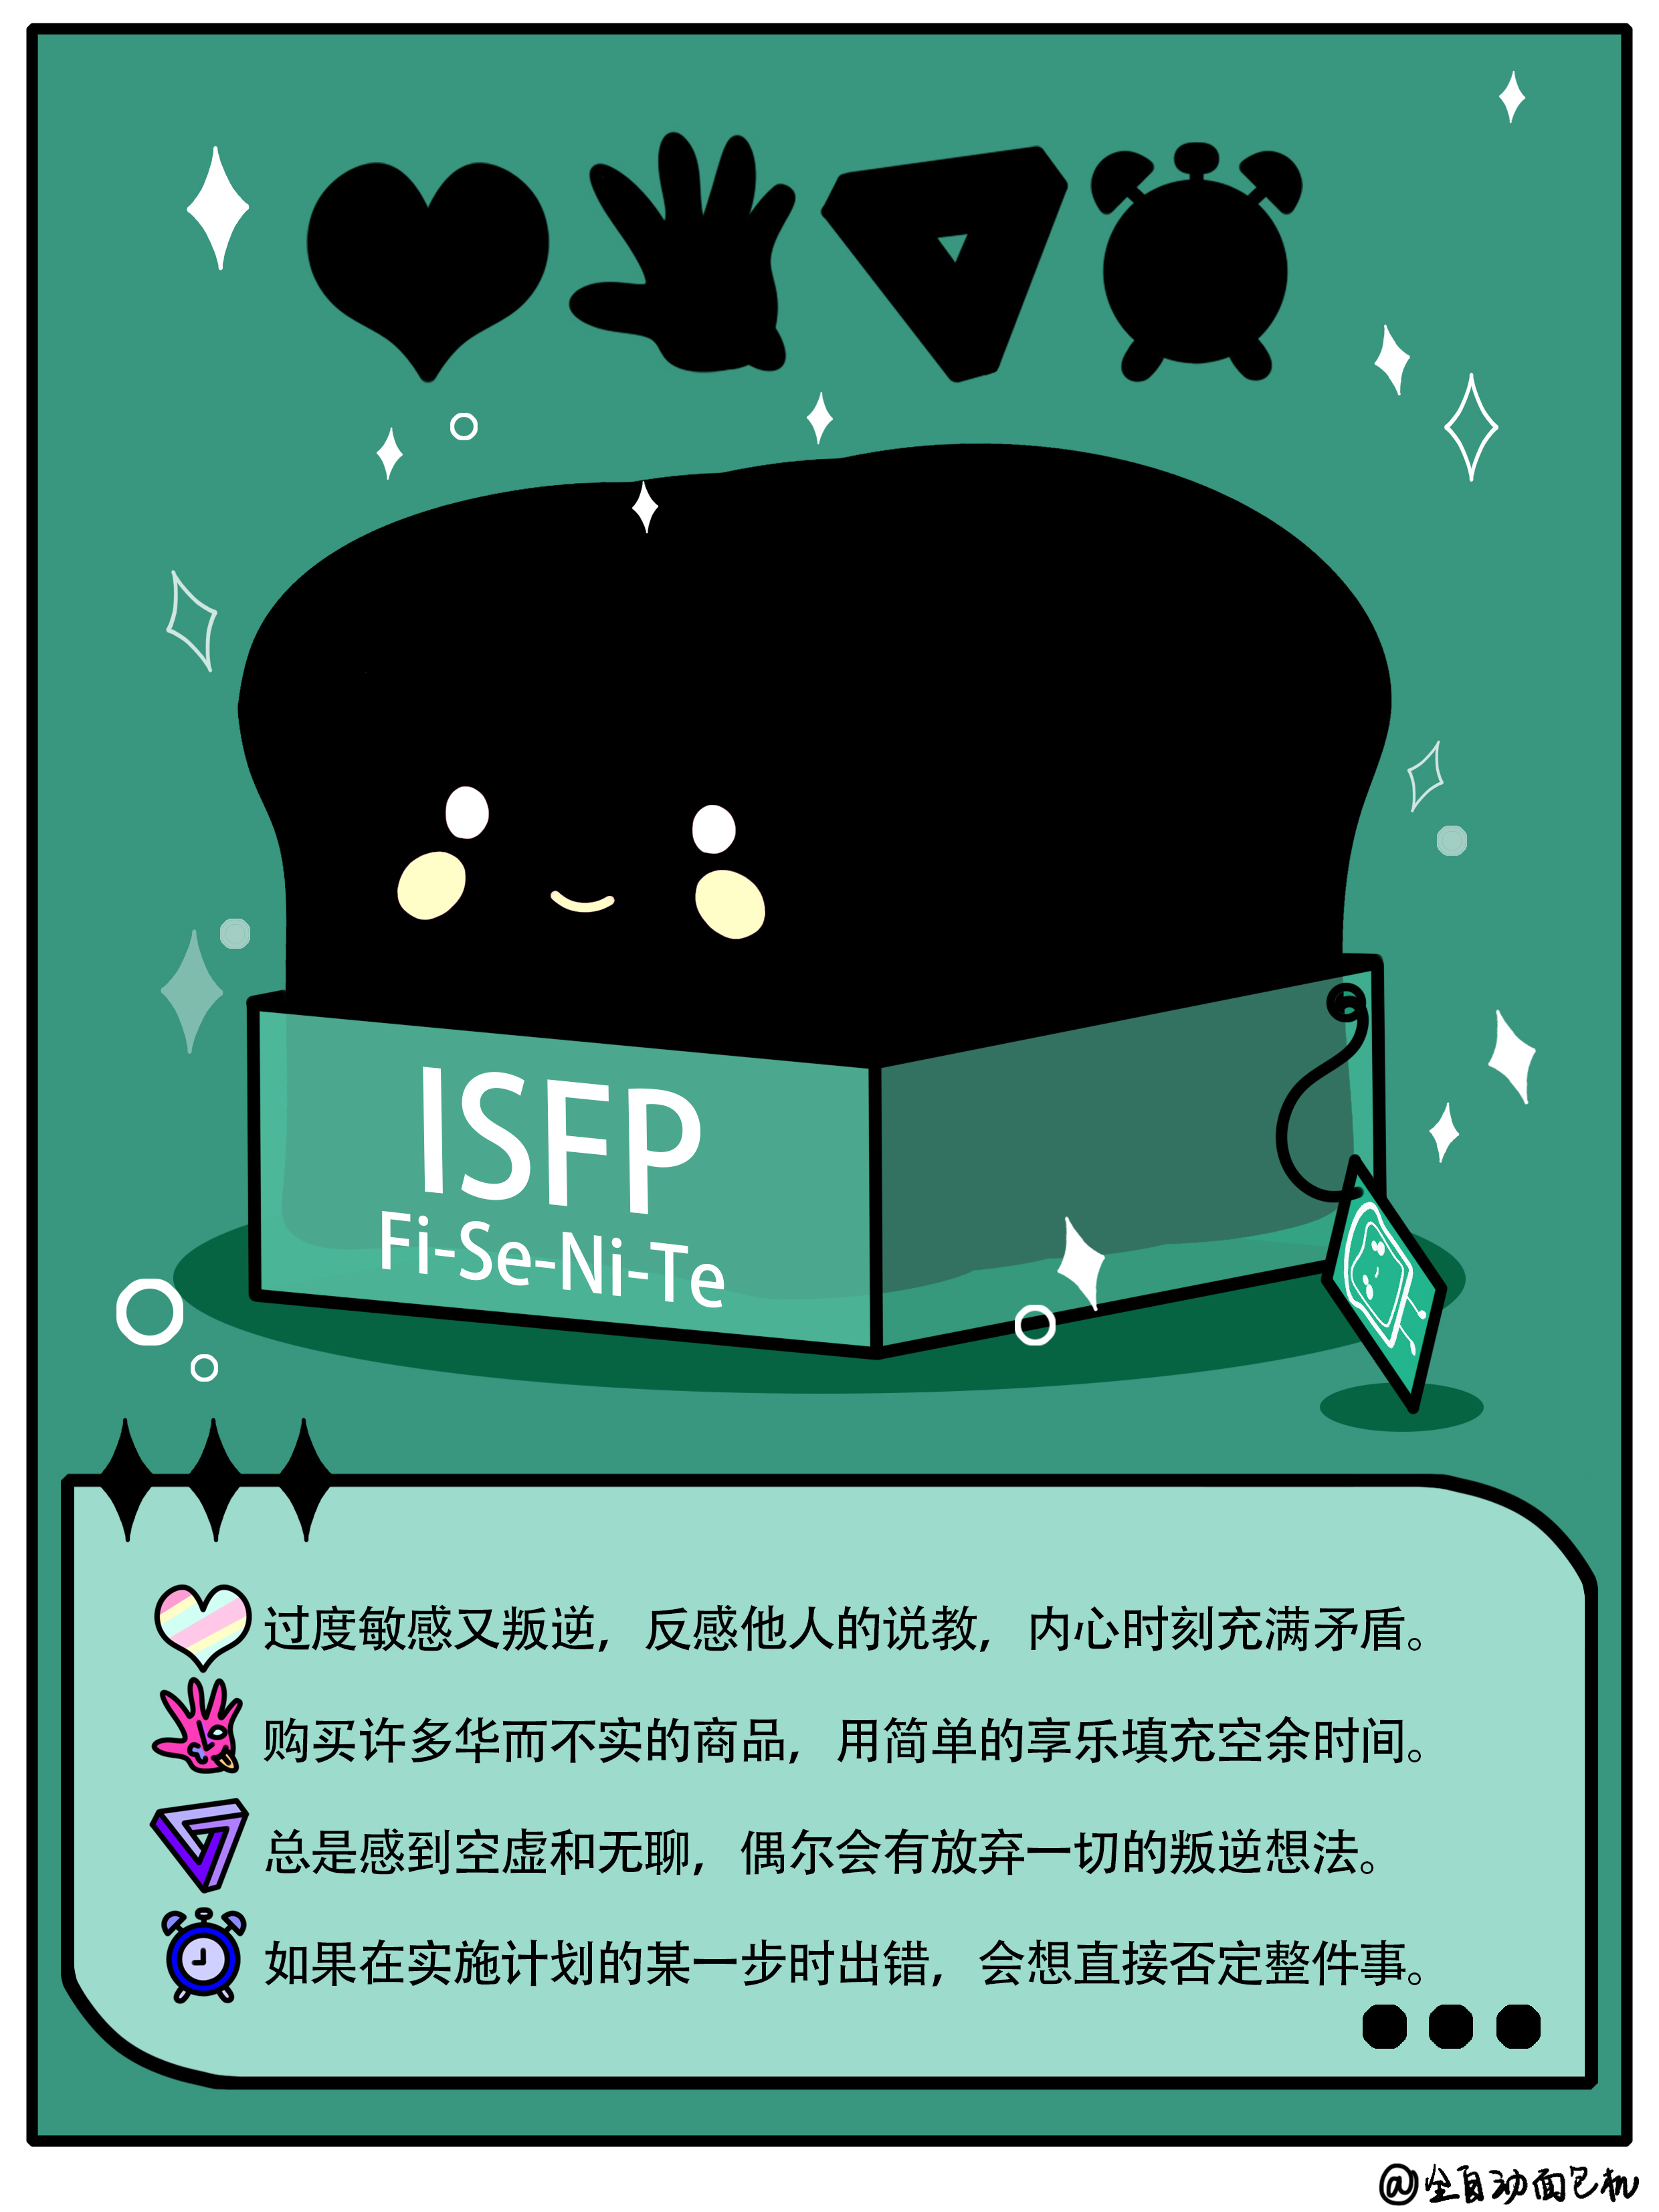 ISFP
Fi-Se-Ni-Te
过度敏感又叛逆，反感他人的说教，内心时刻充满矛盾。
购买许多华而不实的商品，用简单的享乐填充空余时间。
总是感到空虚和无聊，偶尔会有放弃一切的叛逆想法。
如果在实施计划的某一步时出错，会想直接否定整件事。
@全自动面包机